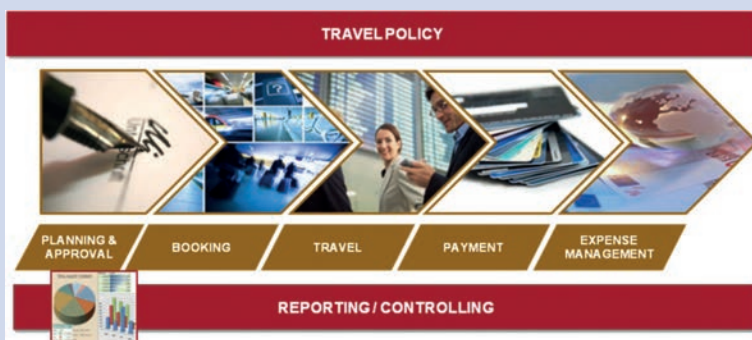 TRAVEL POLICY
PLANNING &
APPROVAL
BOOKING
TRAVEL
PAYMENT
EXPENSE
MANAGEMENT
REPORTING / CONTROLLING